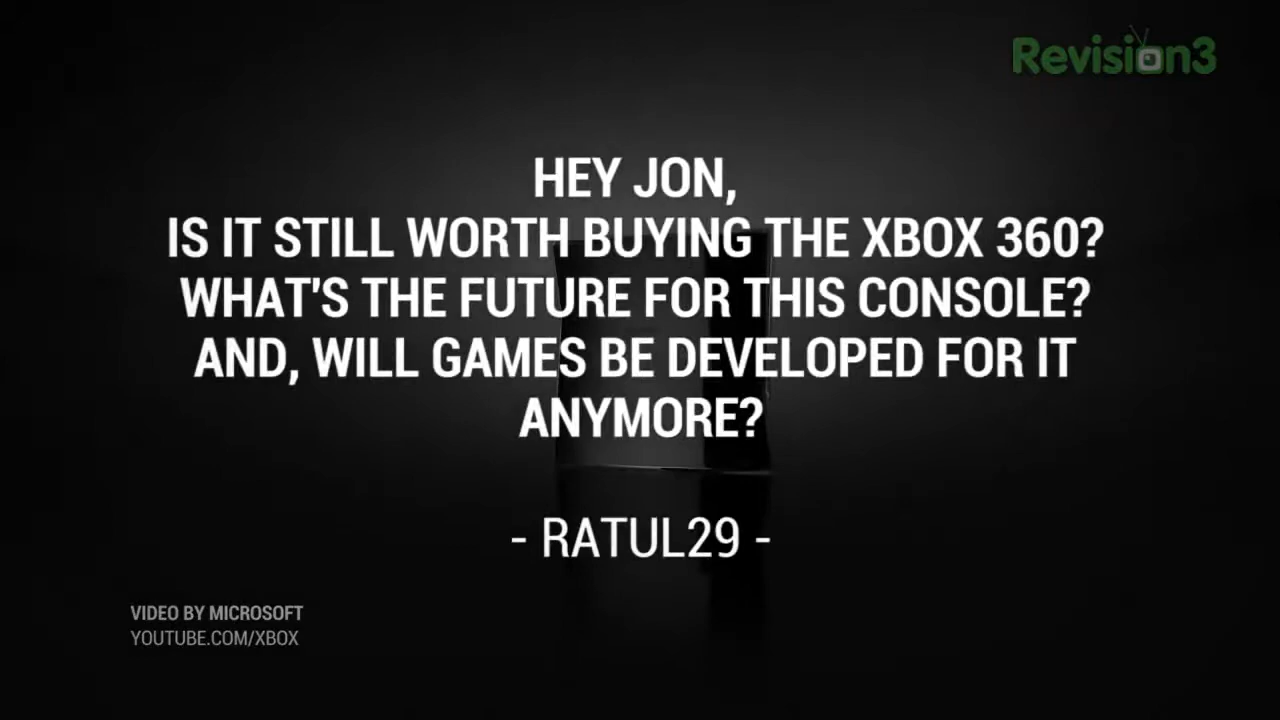 Revision3
HEY JON,
IS IT STILL WORTH BUYING THE XBOX 360?
WHAT'S THE FUTURE FOR THIS CONSOLE?
AND, WILL GAMES BE DEVELOPED FOR IT
ANYMORE?
- RATUL29 -
VIDEO BY MICROSOFT
YOUTUBE.COM/XBOX